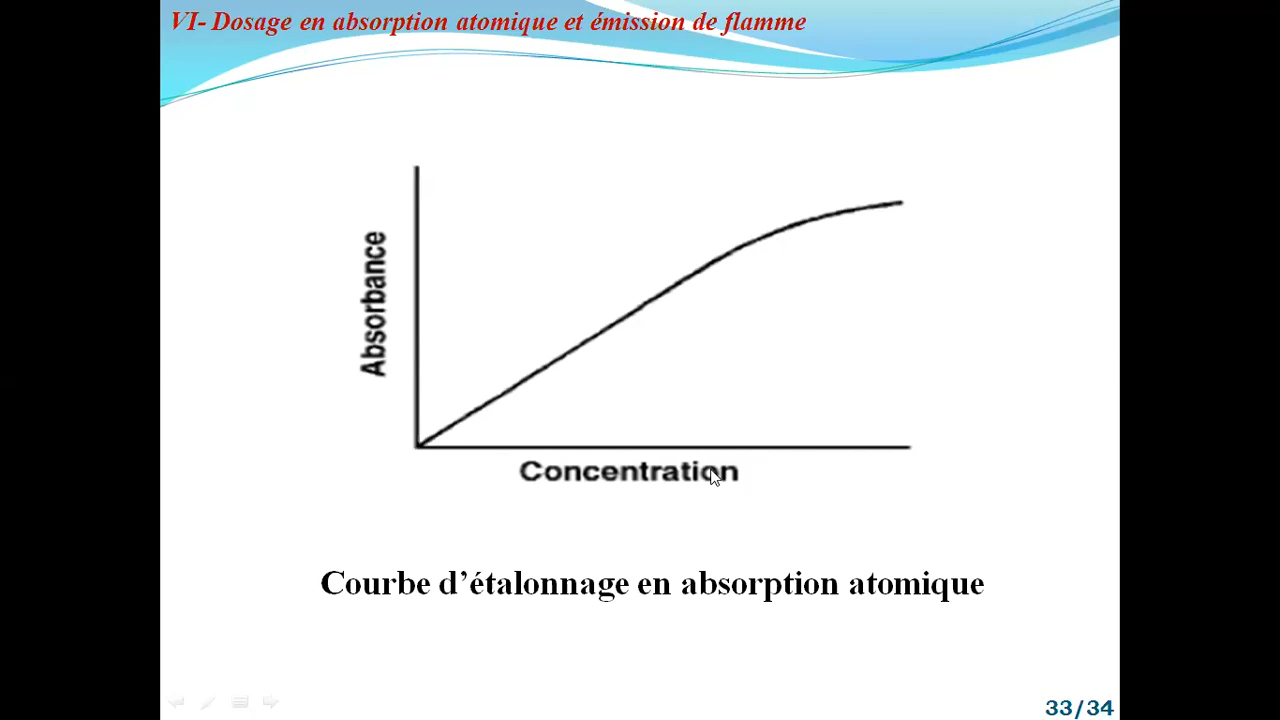 VI- Dosage en absorption atomique et émission de flamme
Absorbance
Concentration
Courbe d’étalonnage en absorption atomique
33/34